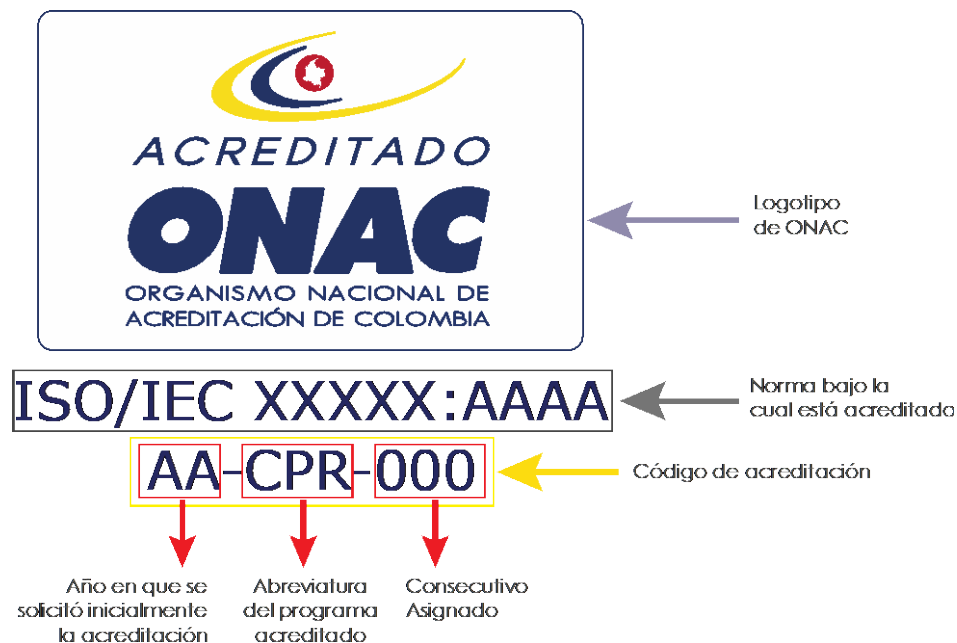 ACREDITADO
ONAC
ORGANISMO NACIONAL DE
ACREDITACIÓN DE COLOMBIA
Logotipo
de ONAC
ISO/IEC XXXXX:AAAA
Norma bajo la
cual está acreditado
AA-CPR-000
Código de acreditación
Año en que se
solicitó inicialmente
la acreditación
Abreviatura
del programa
acreditado
Consecutivo
Asignado